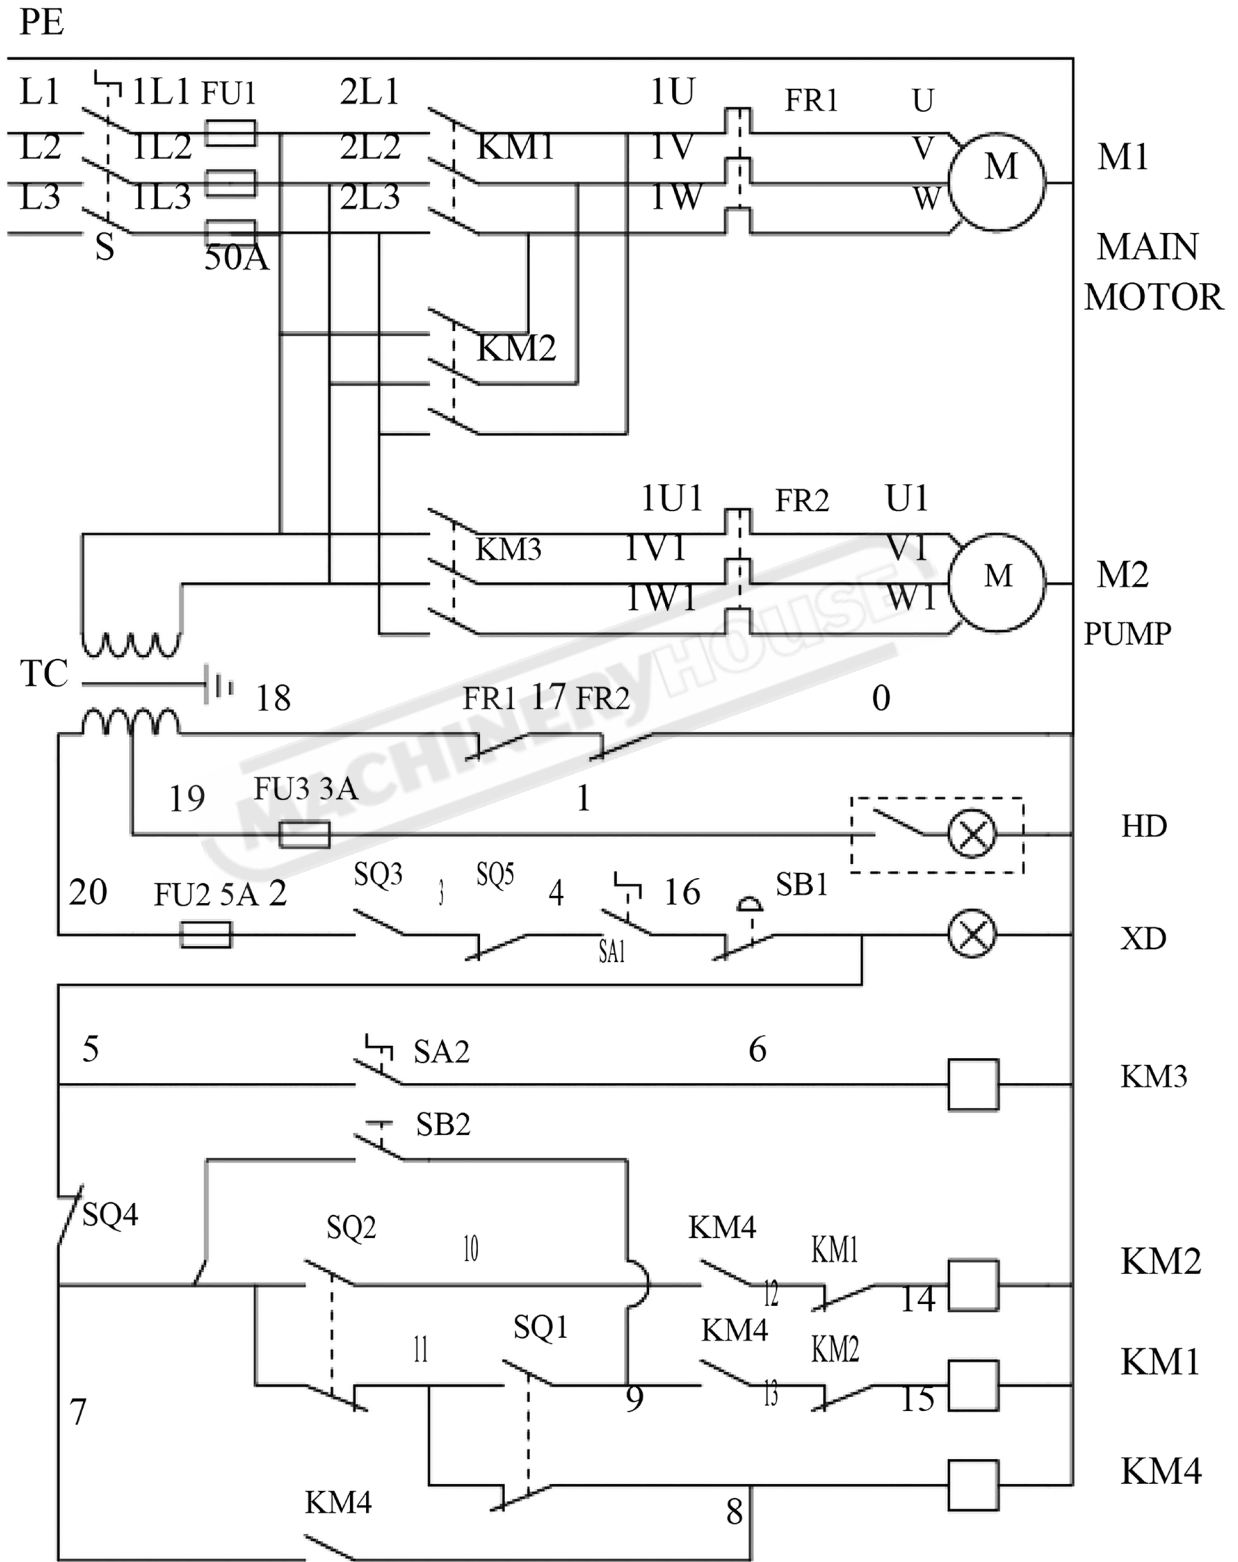 PE
L1 1L1 FU1 2L1 1U FR1 U
L2 1L2 2L2 KM1 1V V M M1
L3 1L3 2L3 1W W
S 50A MAIN
MOTOR
KM2
1U1 FR2 U1
KM3 1V1 V1 M M2
1W1 W1 PUMP
MACHINERYHOUSE
TC 18 FR1 17 FR2 0
19 FU3 3A 1 HD
20 FU2 5A 2 SQ3 3 SQ5 4 SA1 16 SB1 XD
5 SA2 6 KM3
SB2
SQ4 SQ2 10 KM4 12 KM1 14 KM2
7 11 SQ1 9 KM4 13 KM2 15 KM1
KM4 8 KM4